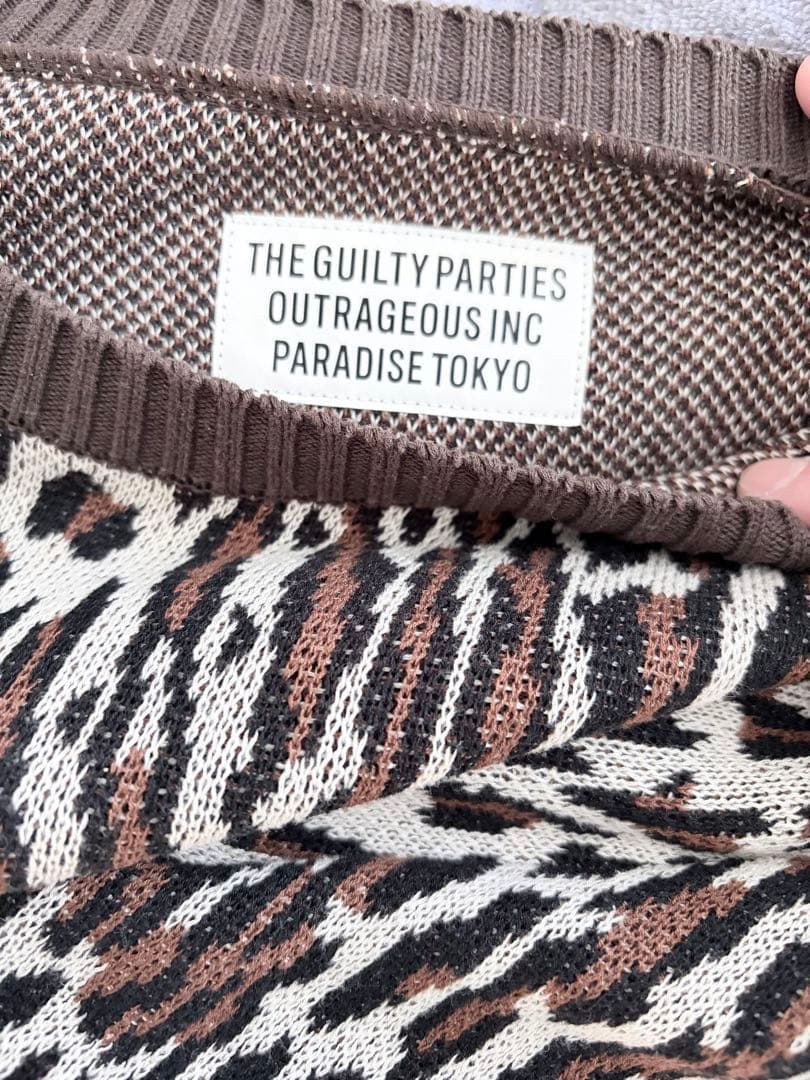 THE GUILTY PARTIES
OUTRAGEOUS INC
PARADISE TOKYO